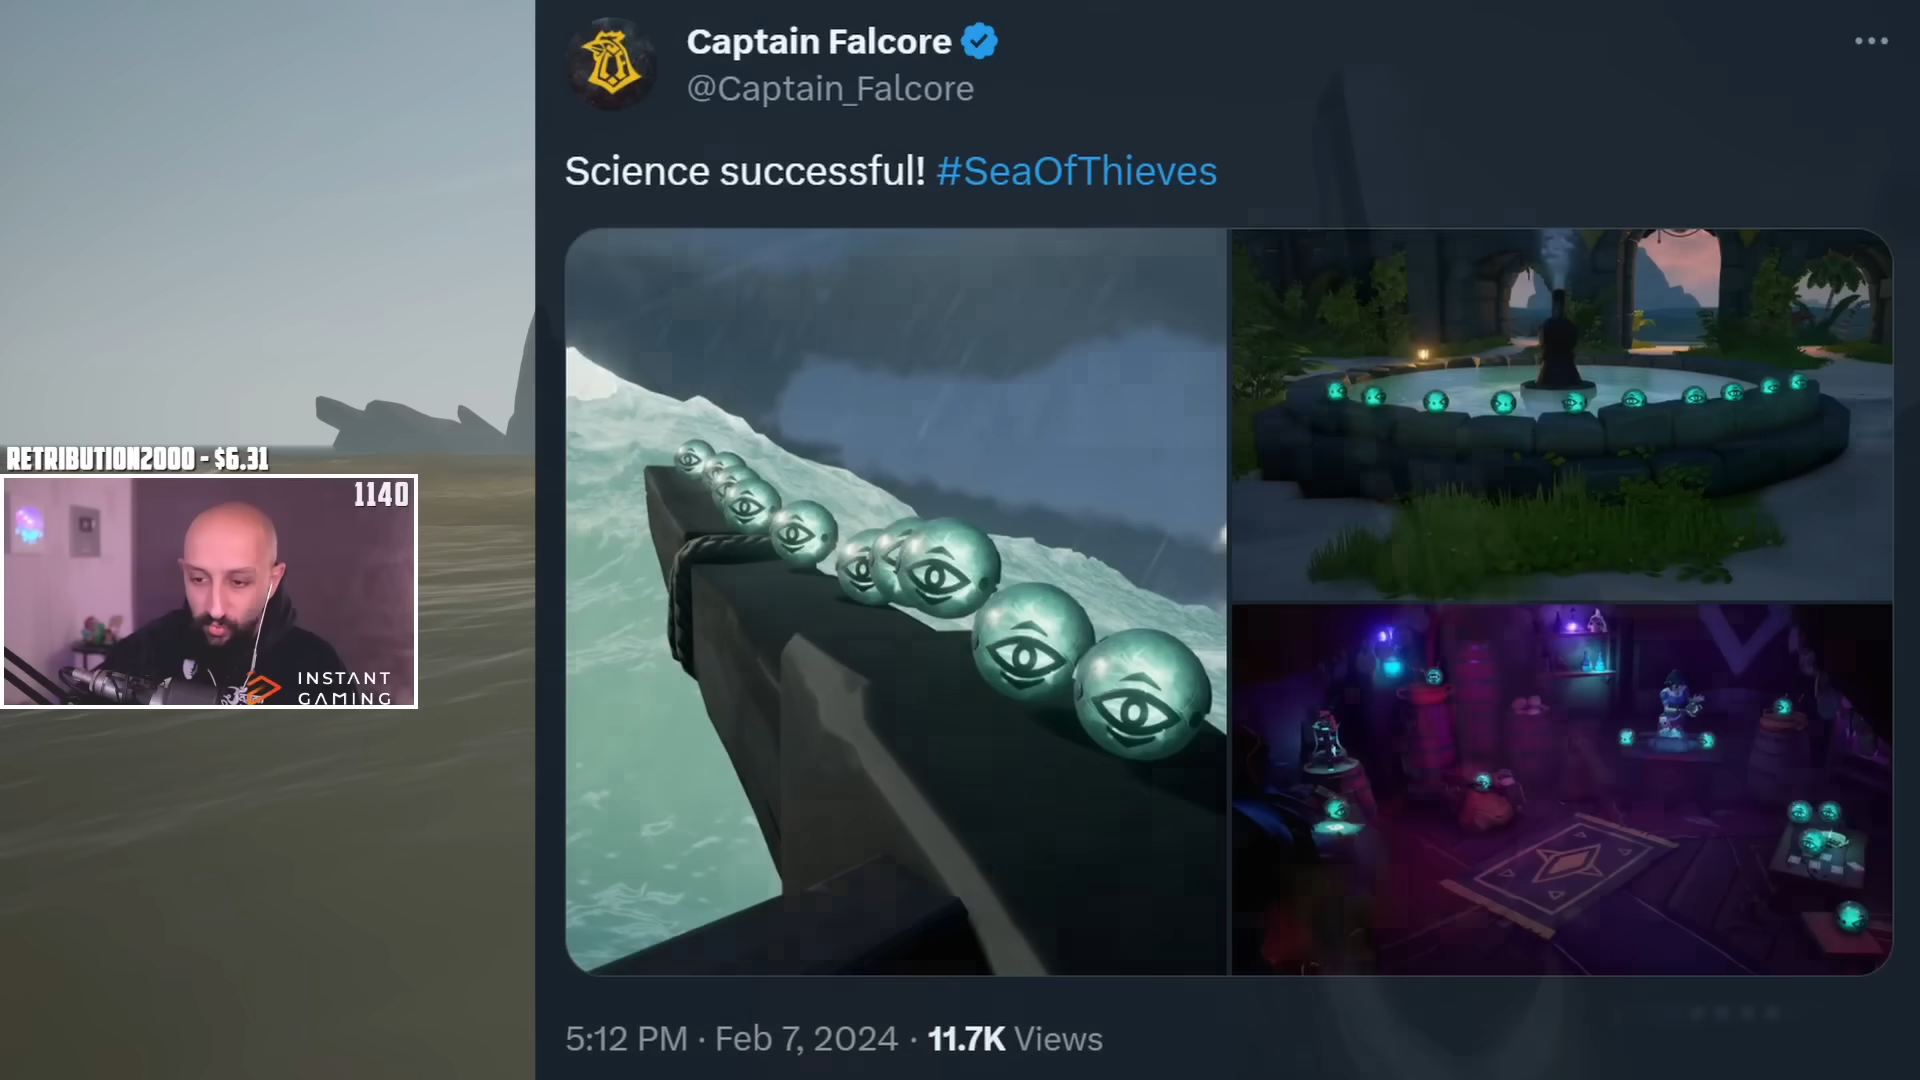 Captain Falcore
@Captain_Falcore
Science successful! #SeaOfThieves
RETRIBUTION2000 - $6.31
1140
INSTANT
GAMING
5:12 PM · Feb 7, 2024 · 11.7K Views